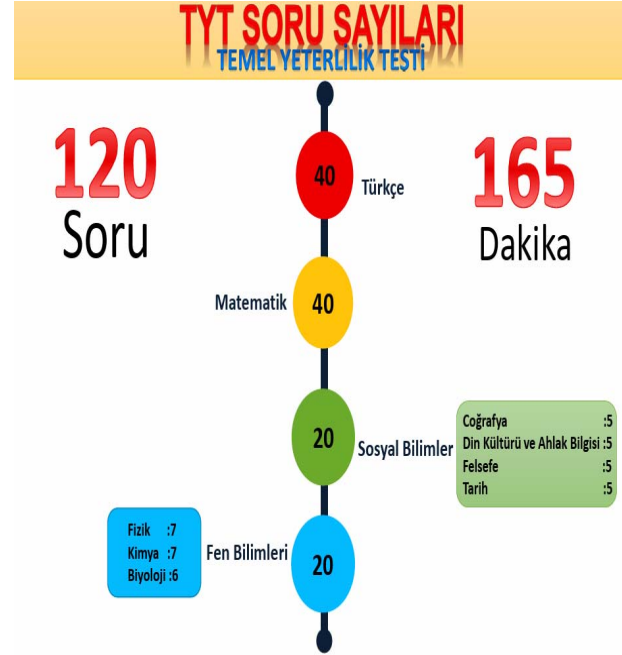 TYT SORU SAYILARI
TEMEL YETERLİLİK TESTİ
120
Soru
165
Dakika
40
Türkçe
Matematik
40
20
Sosyal Bilimler
Coğrafya :5
Din Kültürü ve Ahlak Bilgisi :5
Felsefe :5
Tarih :5
Fizik :7
Kimya :7
Biyoloji :6
Fen Bilimleri
20